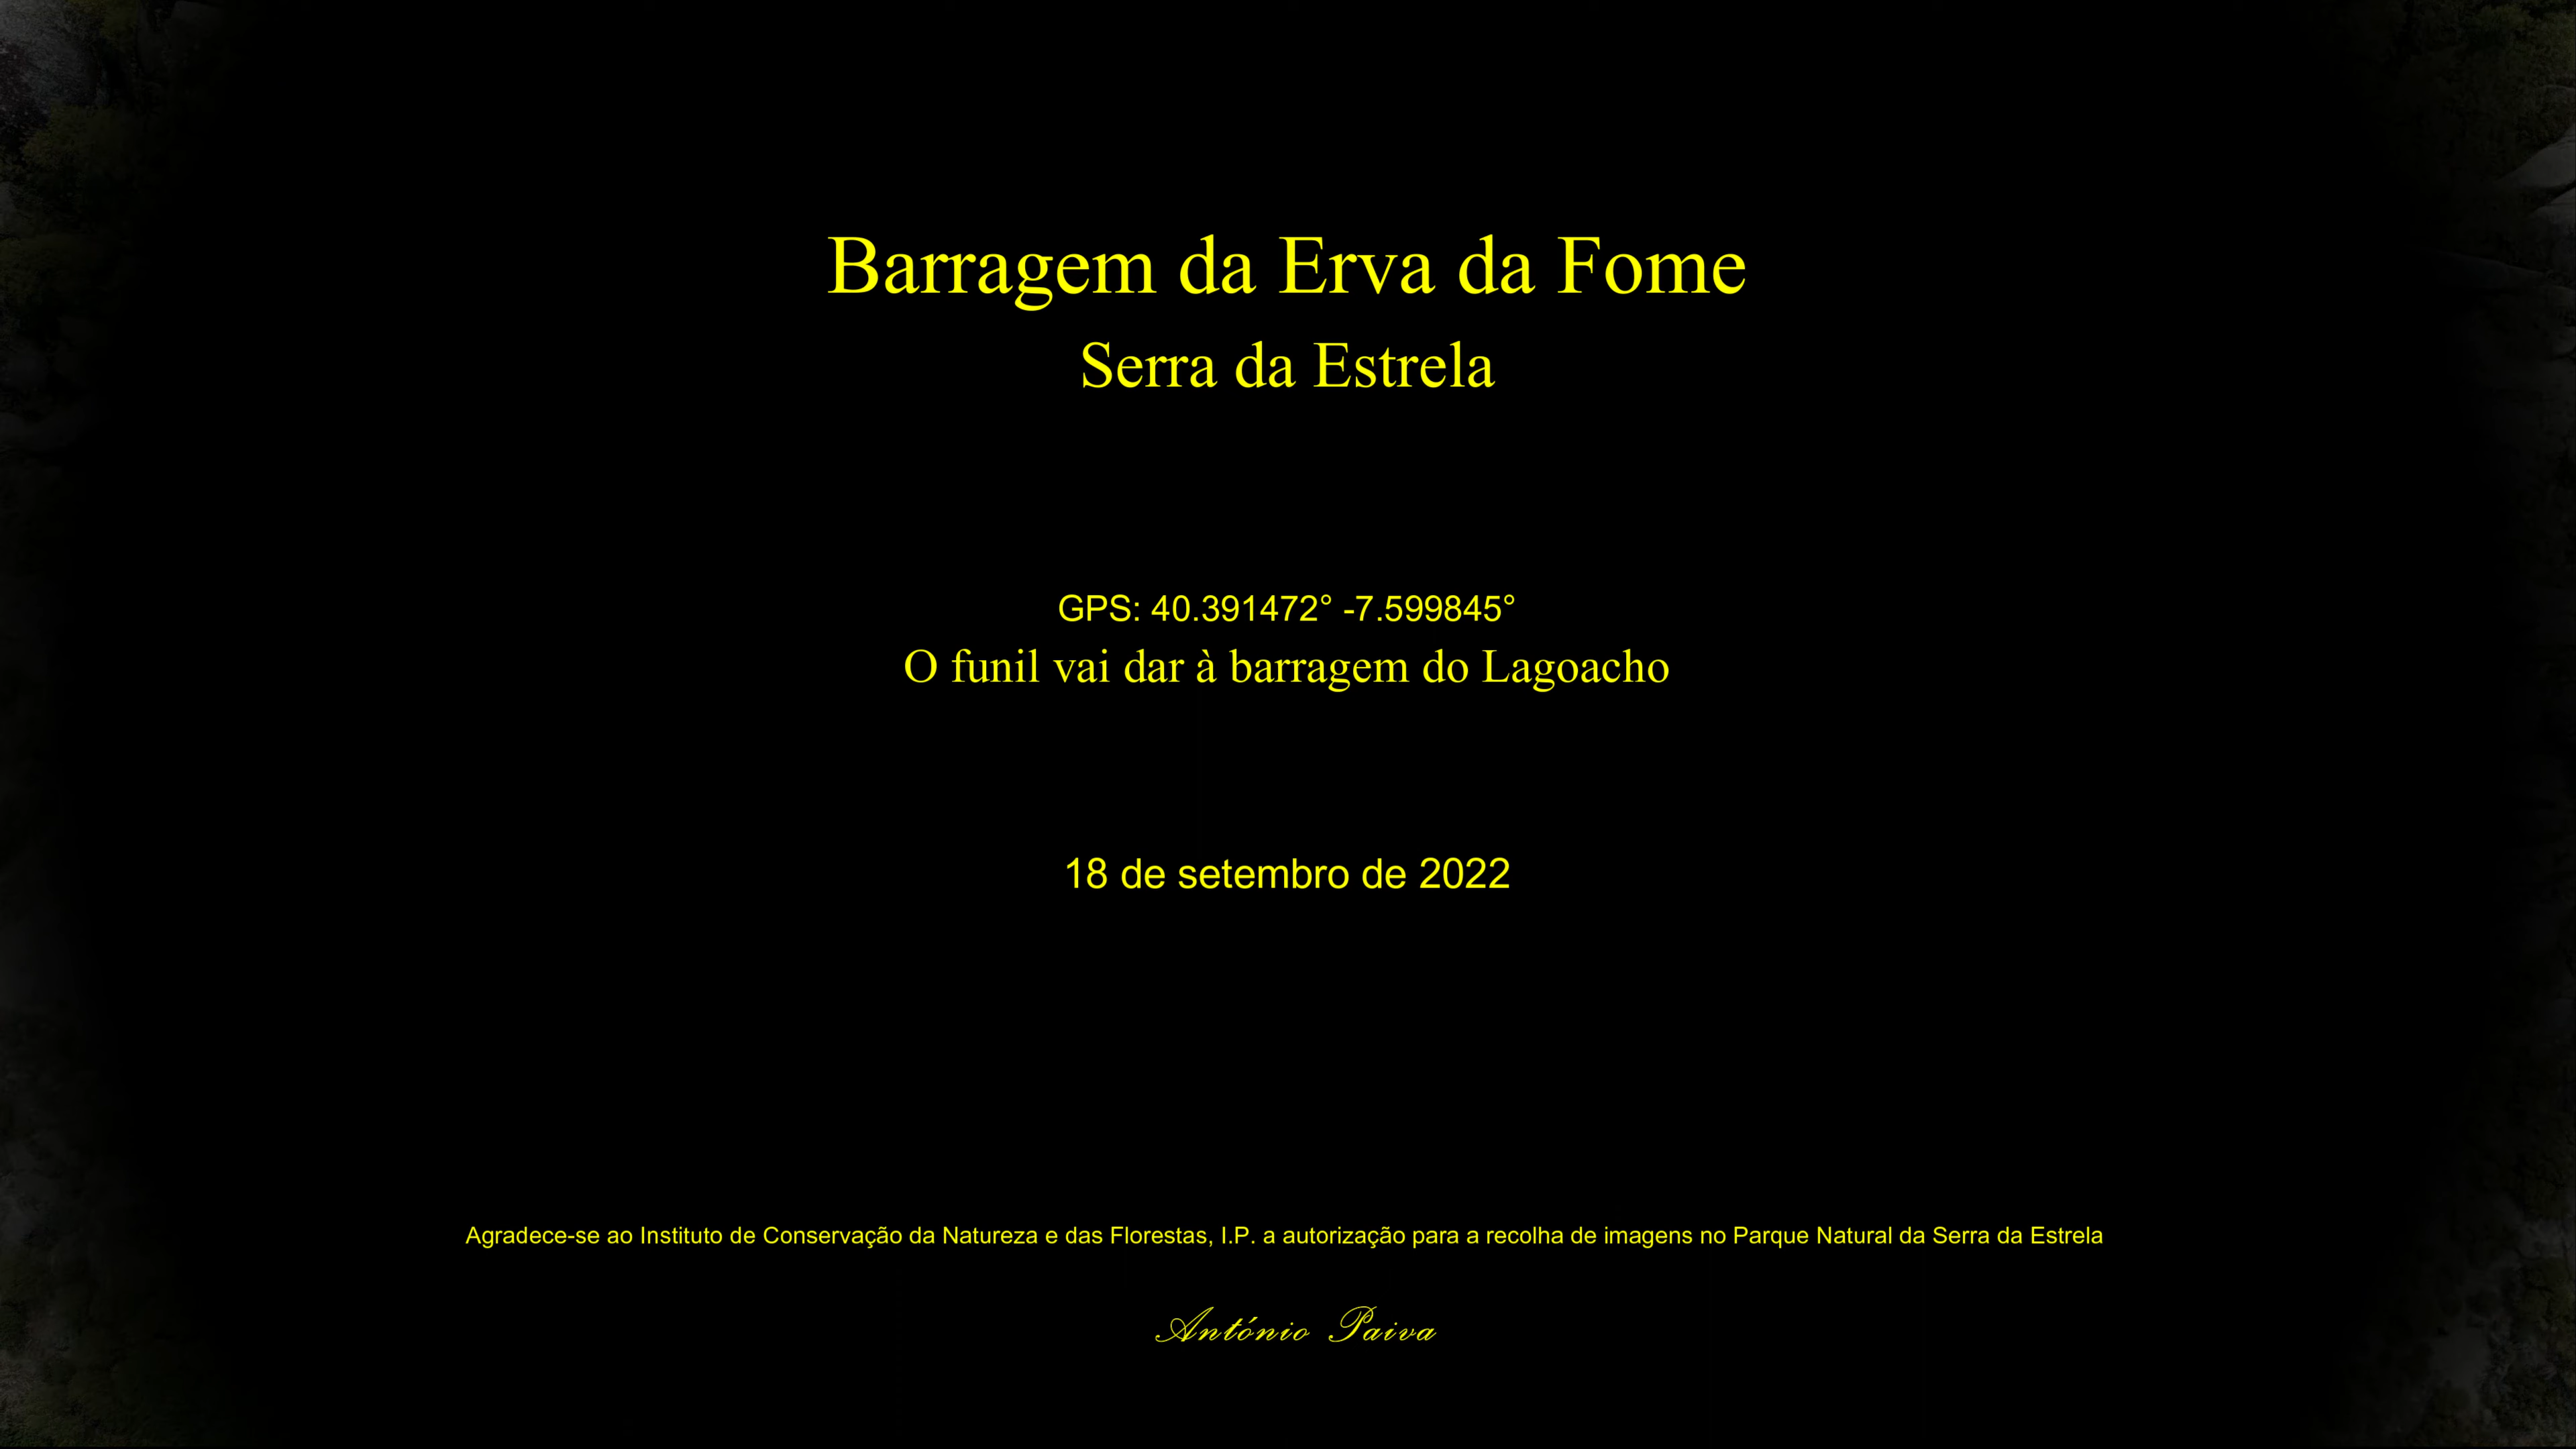 Barragem da Erva da Fome
Serra da Estrela
GPS: 40.391472° -7.599845°
O funil vai dar à barragem do Lagoacho
18 de setembro de 2022
Agradece-se ao Instituto de Conservação da Natureza e das Florestas, I.P. a autorização para a recolha de imagens no Parque Natural da Serra da Estrela
António Paiva